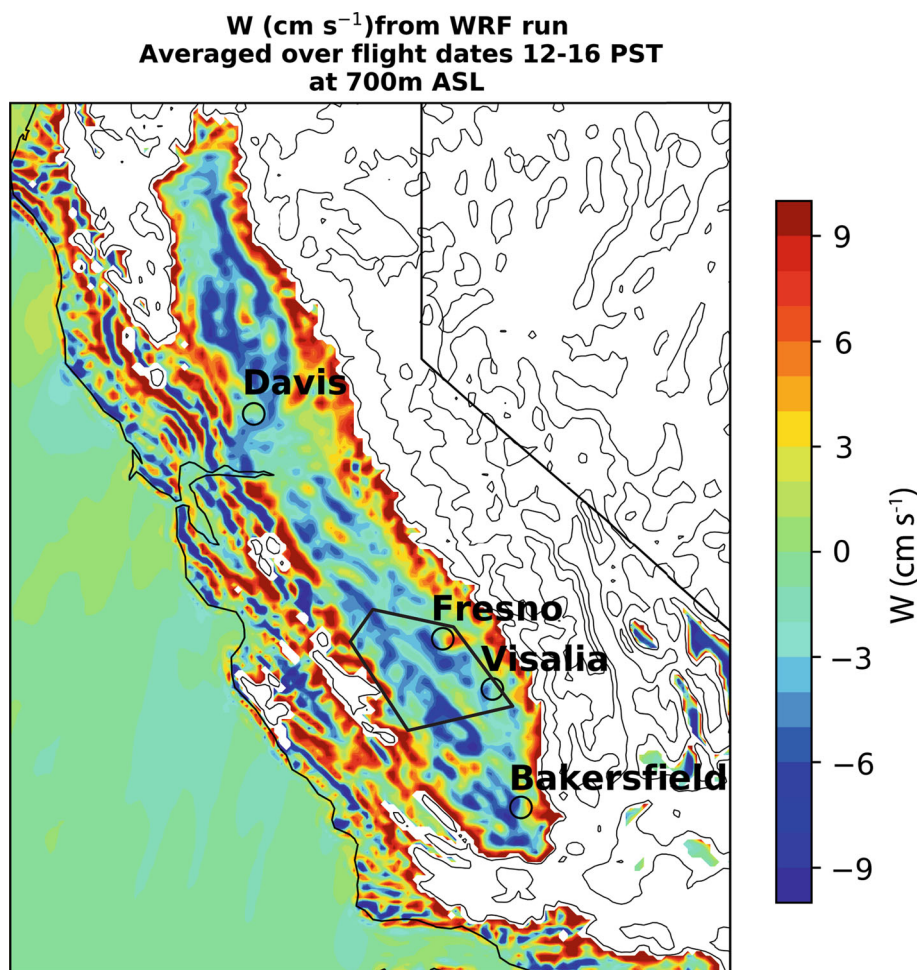 W (cm s⁻¹)from WRF run
Averaged over flight dates 12-16 PST
at 700m ASL
Davis
Fresno
Visalia
Bakersfield
9
6
3
0
−3
−6
−9
W (cm s⁻¹)